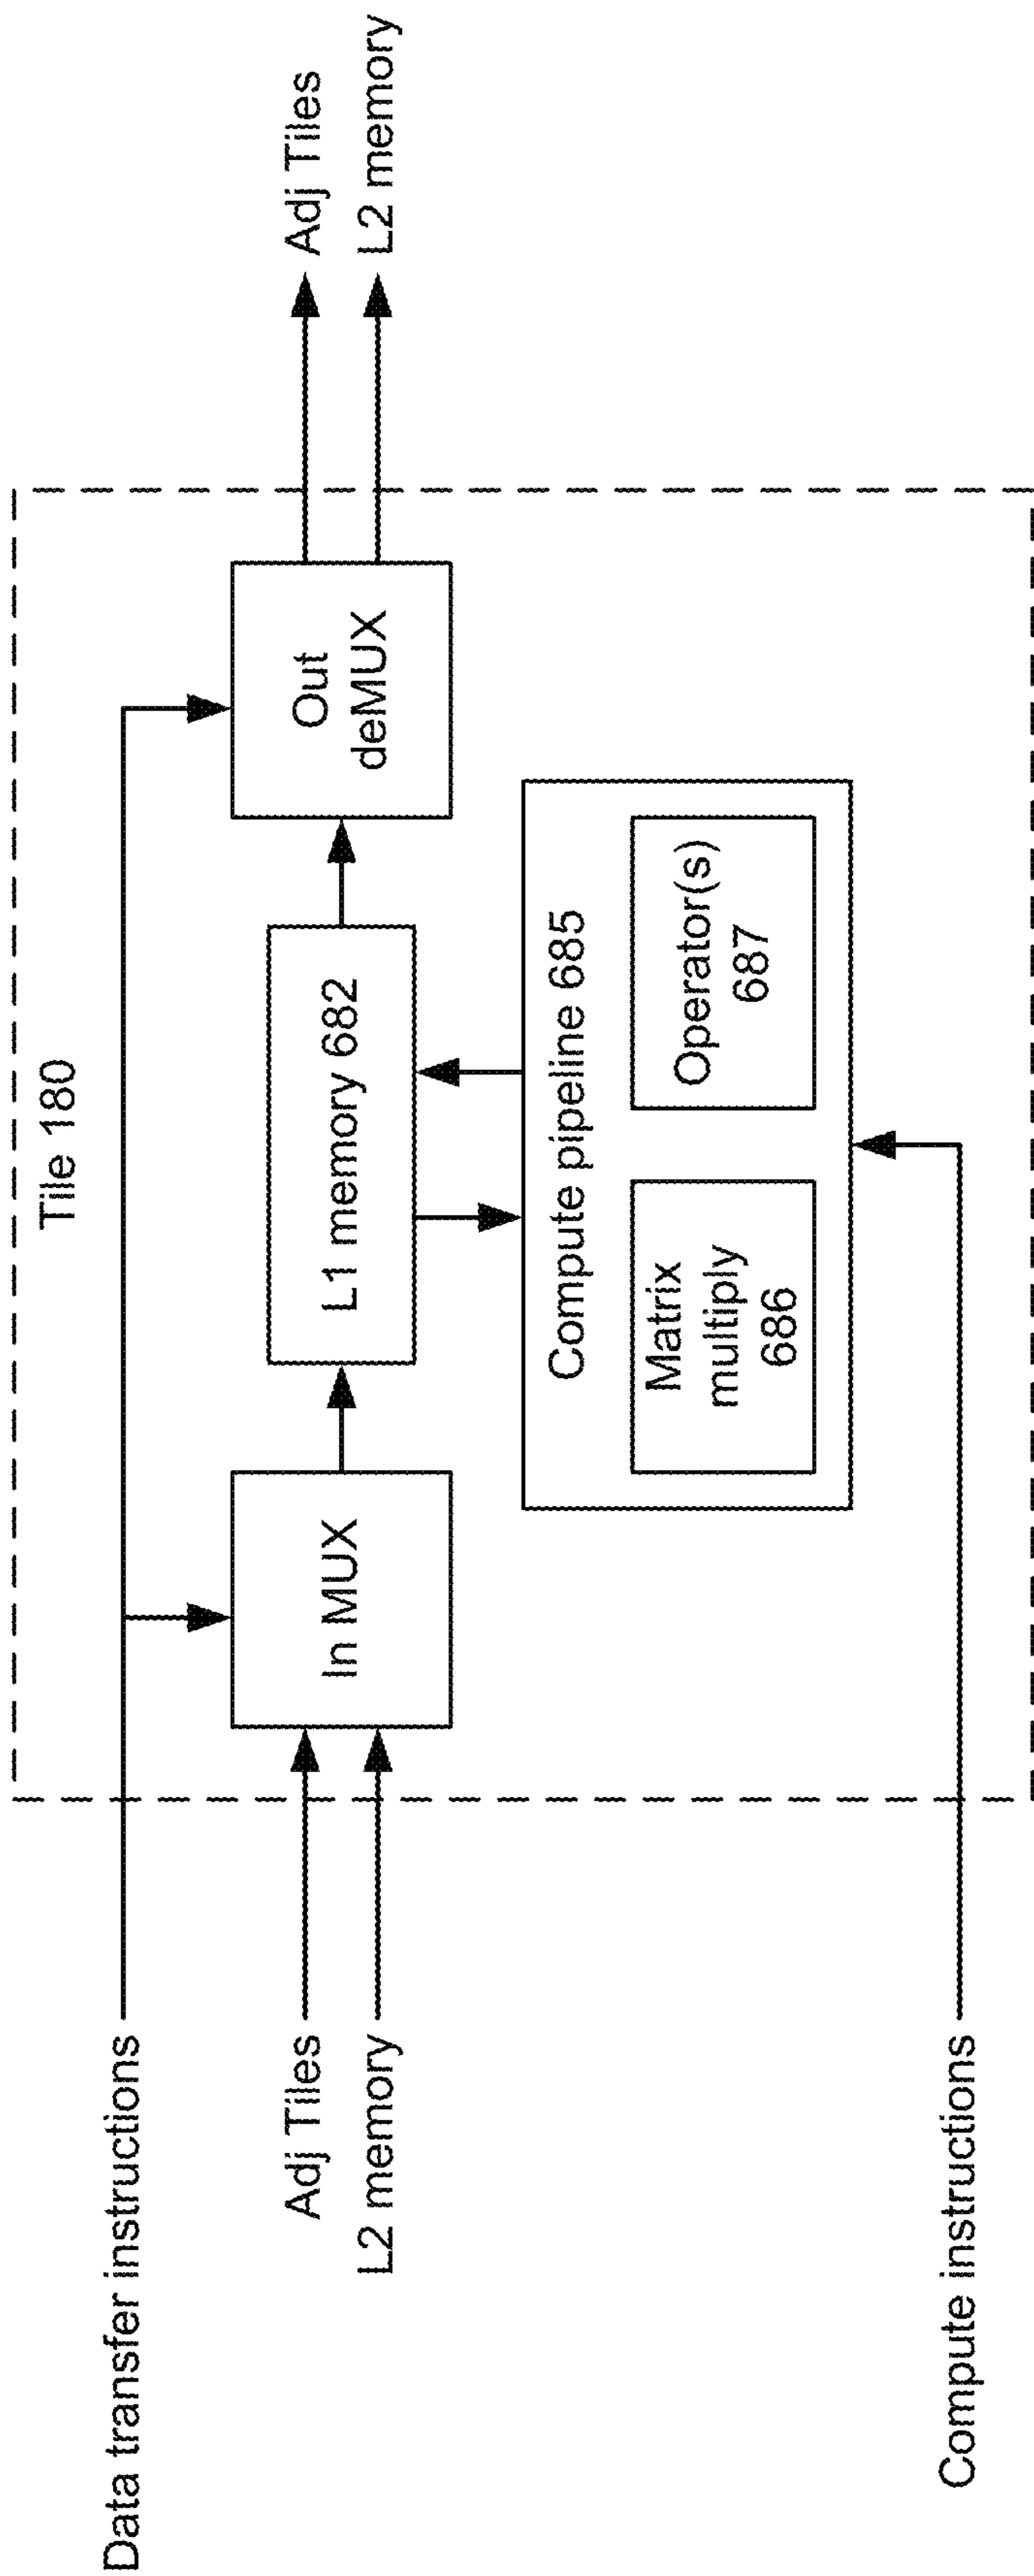 Tile 180
Data transfer instructions
Adj Tiles
L2 memory
In MUX
L1 memory 682
Out
deMUX
Adj Tiles
L2 memory
Compute pipeline 685
Matrix
multiply
686
Operator(s)
687
Compute instructions